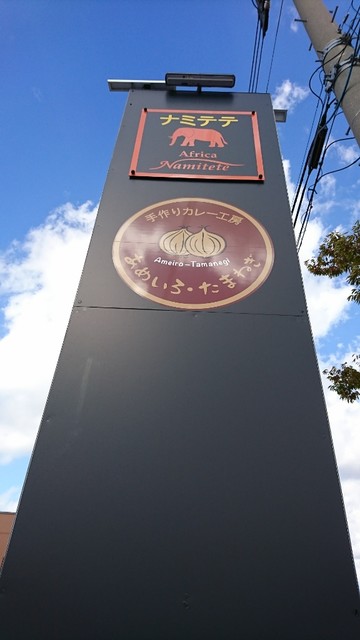 ナミテテ
Africa
Namitete
手作りカレー工房
Ameiro-Tamanegi
あめいろ・たまねぎ